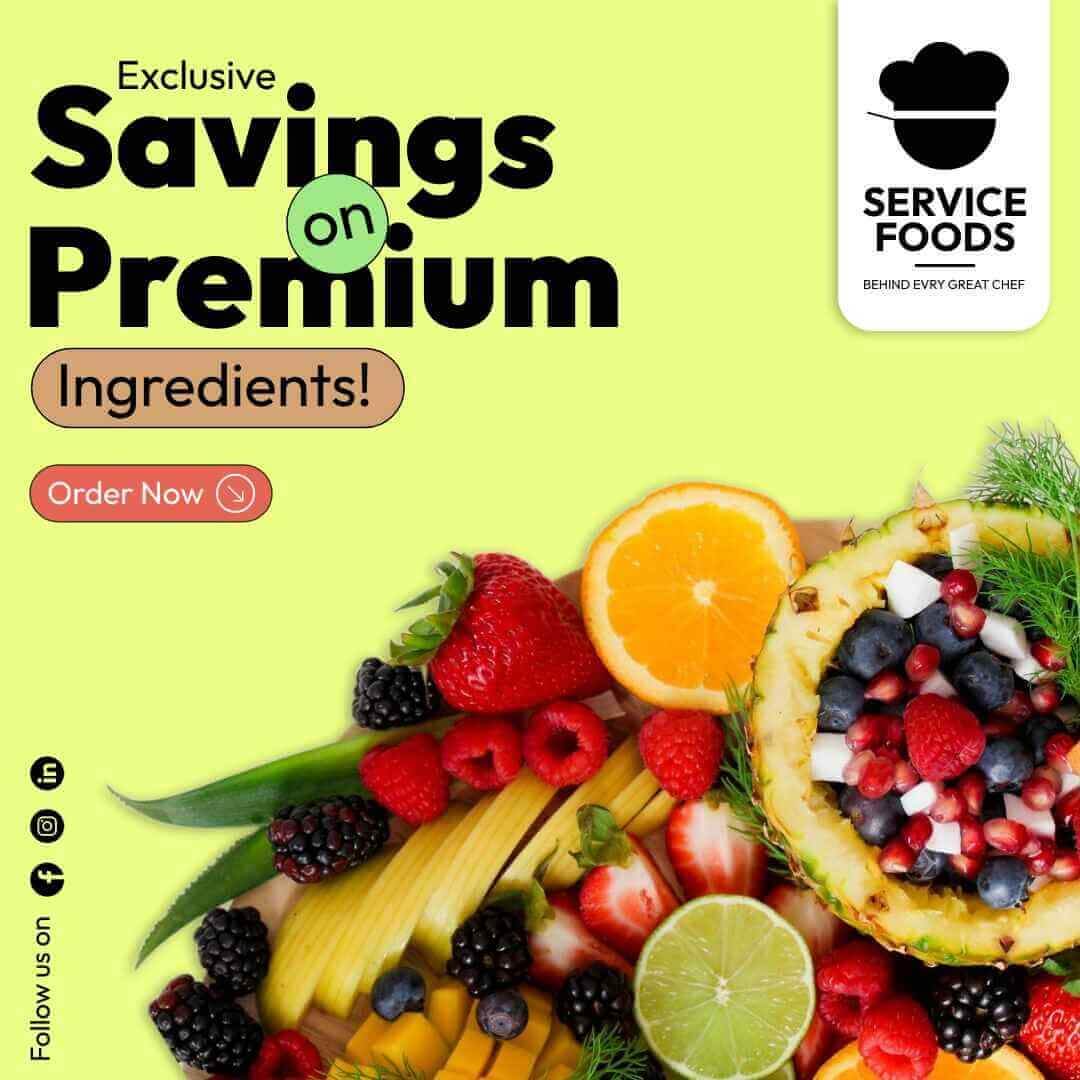 Exclusive
Savings
on
Premium
Ingredients!
Order Now
SERVICE
FOODS
BEHIND EVRY GREAT CHEF
Follow us on